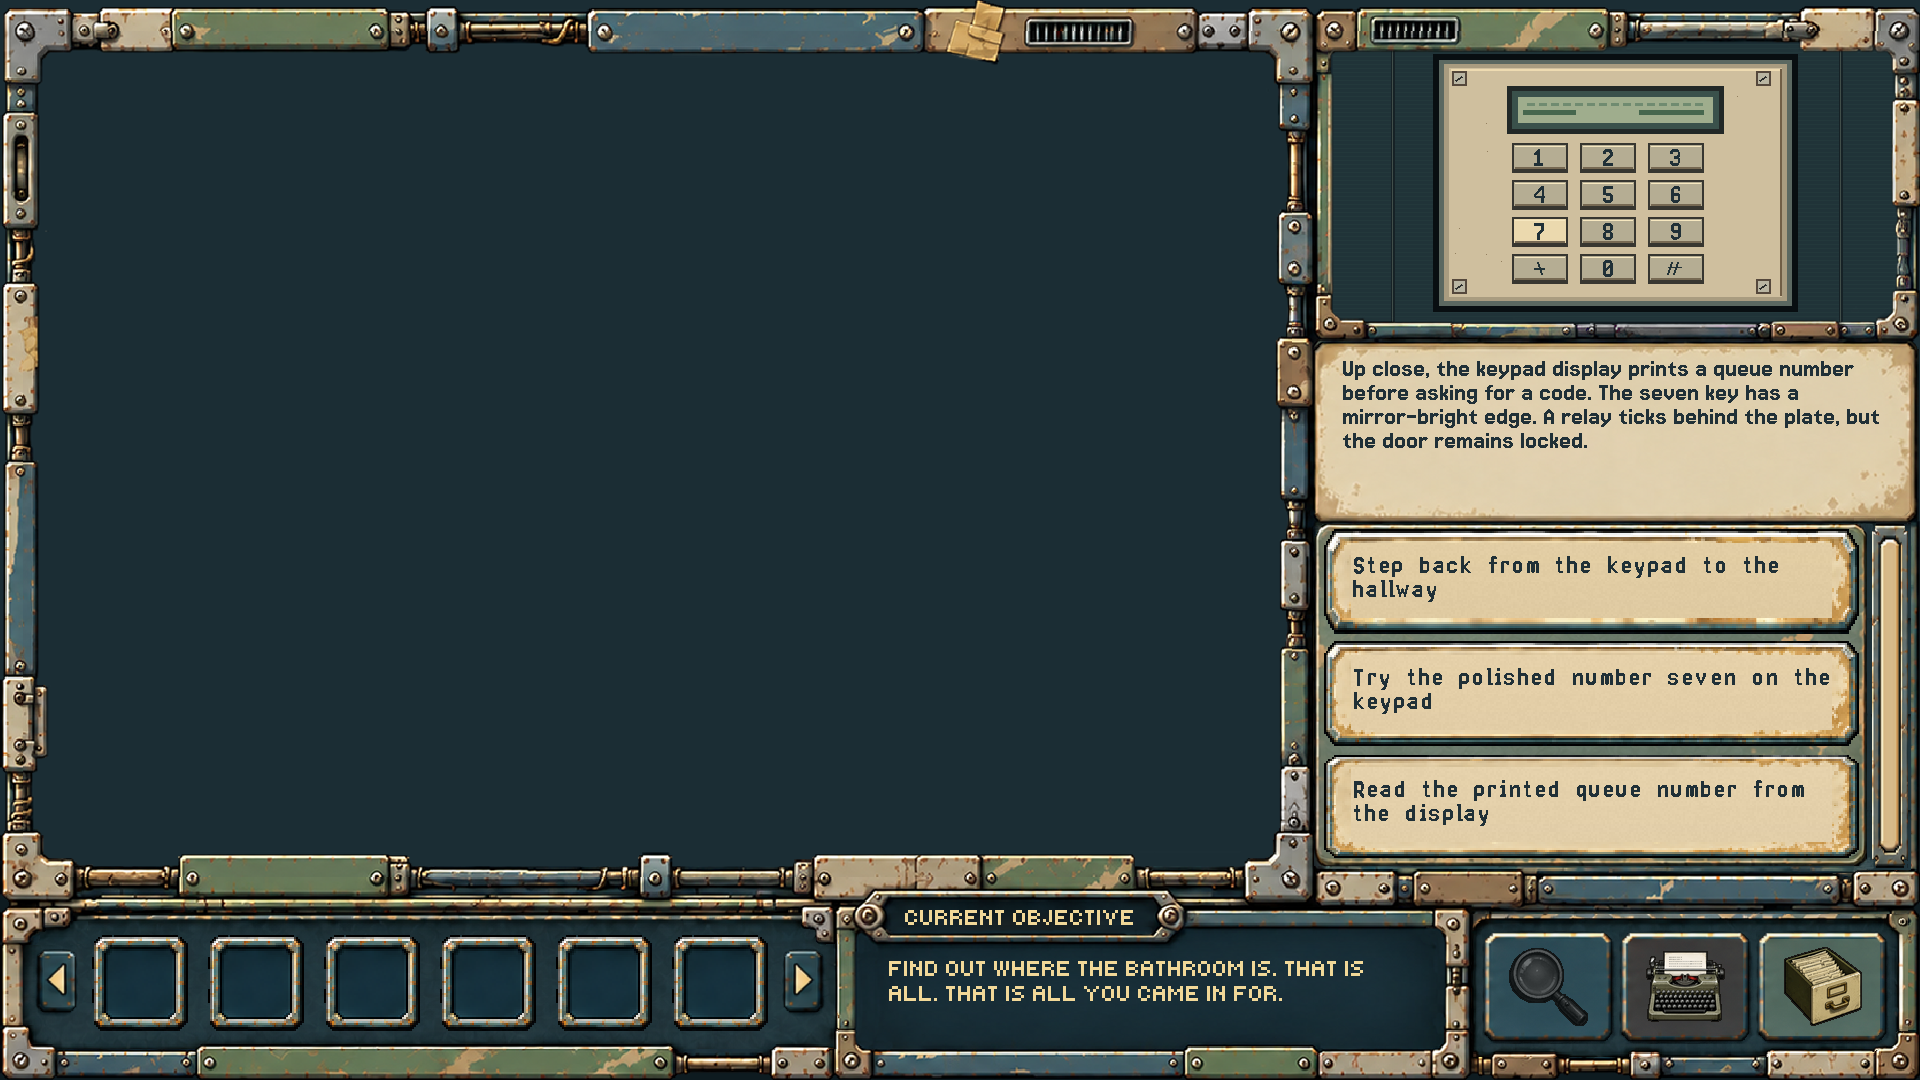 1 2 3
4 5 6
7 8 9
* 0 #
Up close, the keypad display prints a queue number
before asking for a code. The seven key has a
mirror-bright edge. A relay ticks behind the plate, but
the door remains locked.
Step back from the keypad to the
hallway
Try the polished number seven on the
keypad
Read the printed queue number from
the display
CURRENT OBJECTIVE
FIND OUT WHERE THE BATHROOM IS. THAT IS
ALL. THAT IS ALL YOU CAME IN FOR.